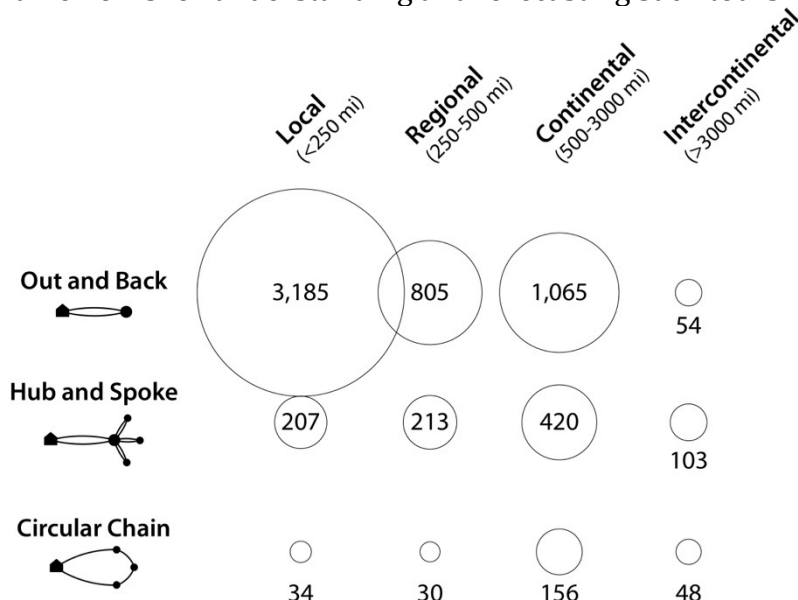 Local
(<250 mi)
Regional
(250-500 mi)
Continental
(500-3000 mi)
Intercontinental
(>3000 mi)
Out and Back
3,185
805
1,065
54
Hub and Spoke
207
213
420
103
Circular Chain
34
30
156
48